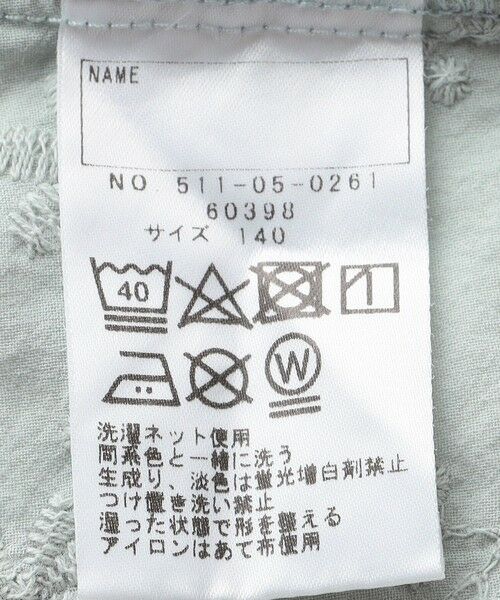 NAME
NO. 511-05-0261
60398
サイズ 140
40
W
洗濯ネット使用
同系色と一緒に洗う
生成り、淡色は蛍光増白剤禁止
つけ置き洗い禁止
湿った状態で形を整える
アイロンはあて布使用